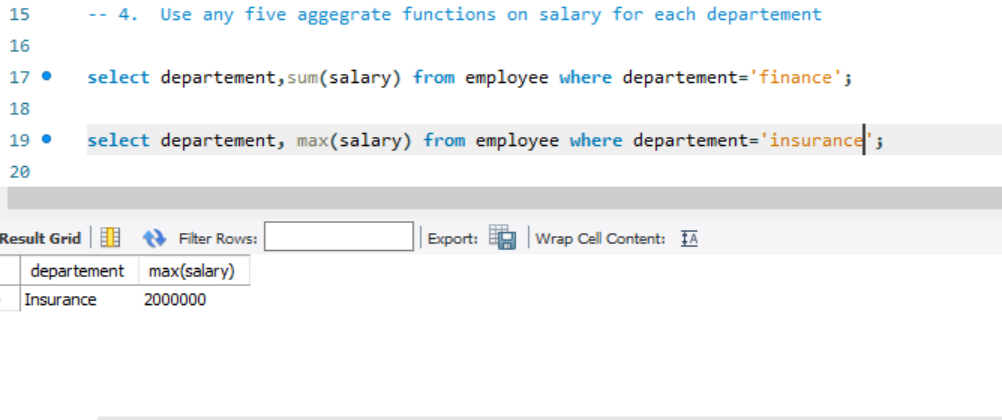 15 -- 4.  Use any five aggegrate functions on salary for each departement
16
17 select departement,sum(salary) from employee where departement='finance';
18
19 select departement, max(salary) from employee where departement='insurance';
20
Result Grid Filter Rows: Export: Wrap Cell Content: IA
departement max(salary)
Insurance 2000000